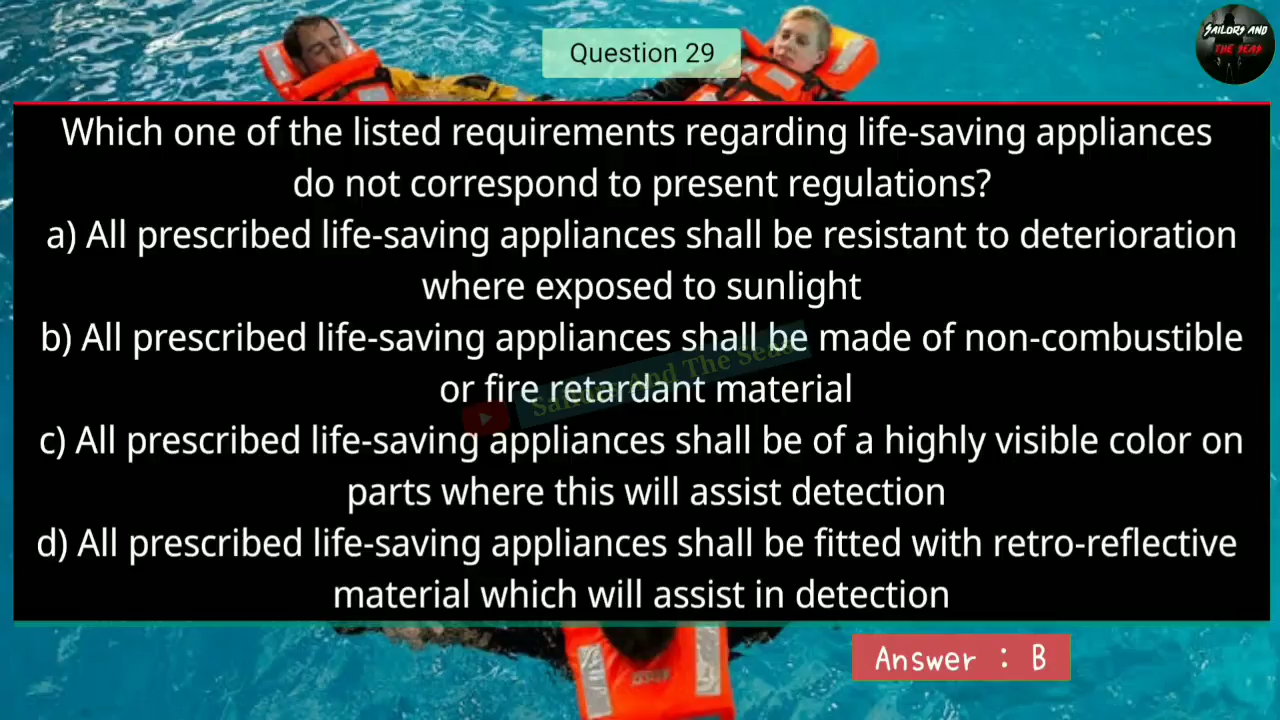 SAILORS AND
THE SEAS
Question 29
Which one of the listed requirements regarding life-saving appliances
do not correspond to present regulations?
a) All prescribed life-saving appliances shall be resistant to deterioration
where exposed to sunlight
b) All prescribed life-saving appliances shall be made of non-combustible
or fire retardant material
Sailors And The Seas
c) All prescribed life-saving appliances shall be of a highly visible color on
parts where this will assist detection
d) All prescribed life-saving appliances shall be fitted with retro-reflective
material which will assist in detection
Answer : B